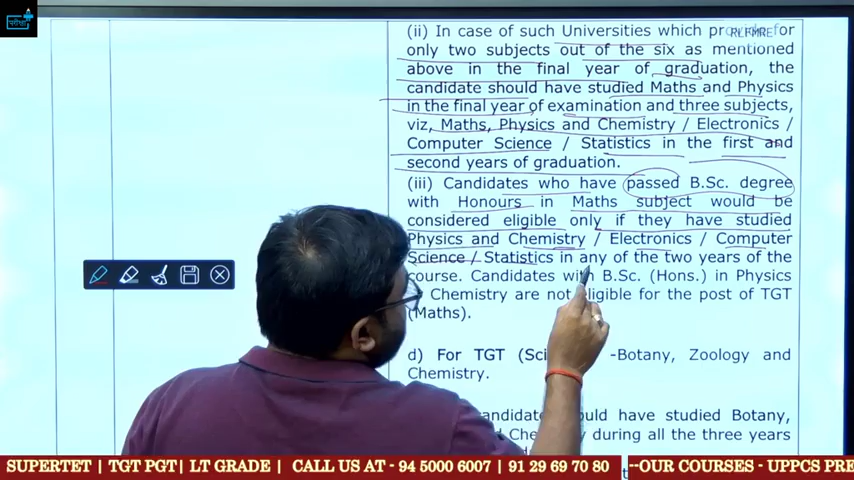 परीक्षा
RLFMRE
(ii) In case of such Universities which provide for
only two subjects out of the six as mentioned
above in the final year of graduation, the
candidate should have studied Maths and Physics
in the final year of examination and three subjects,
viz, Maths, Physics and Chemistry / Electronics /
Computer Science / Statistics in the first and
second years of graduation.
(iii) Candidates who have passed B.Sc. degree
with Honours in Maths subject would be
considered eligible only if they have studied
Physics and Chemistry / Electronics / Computer
Science / Statistics in any of the two years of the
course. Candidates with B.Sc. (Hons.) in Physics
Chemistry are not eligible for the post of TGT
(Maths).
d) For TGT (Sci -Botany, Zoology and
Chemistry.
andidate should have studied Botany,
d Chemistry during all the three years
SUPERTET | TGT PGT| LT GRADE | CALL US AT - 94 5000 6007 | 91 29 69 70 80 --OUR COURSES - UPPCS PRE